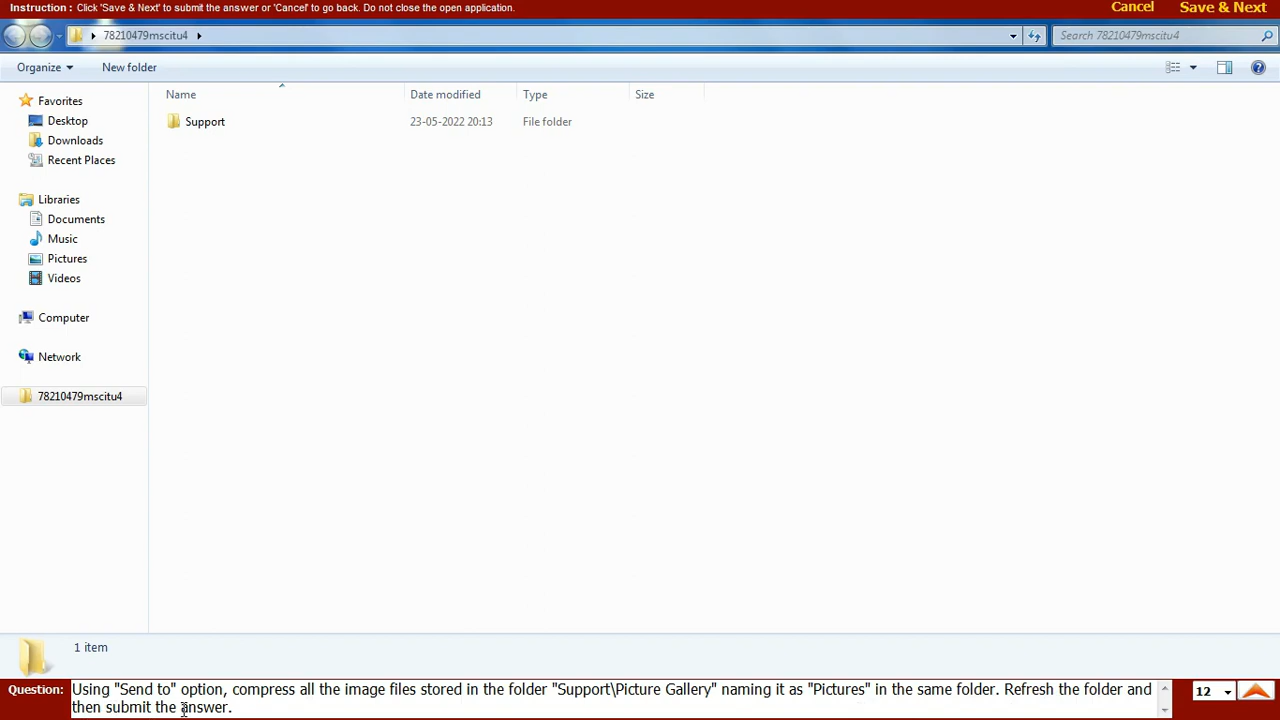 Instruction : Click 'Save & Next' to submit the answer or 'Cancel' to go back. Do not close the open application.
Cancel
Save & Next
78210479mscitu4
Search 78210479mscitu4
Organize
New folder
Name
Date modified
Type
Size
Support
23-05-2022 20:13
File folder
Favorites
Desktop
Downloads
Recent Places
Libraries
Documents
Music
Pictures
Videos
Computer
Network
78210479mscitu4
1 item
Question:
Using "Send to" option, compress all the image files stored in the folder "Support\Picture Gallery" naming it as "Pictures" in the same folder. Refresh the folder and
then submit the answer.
12